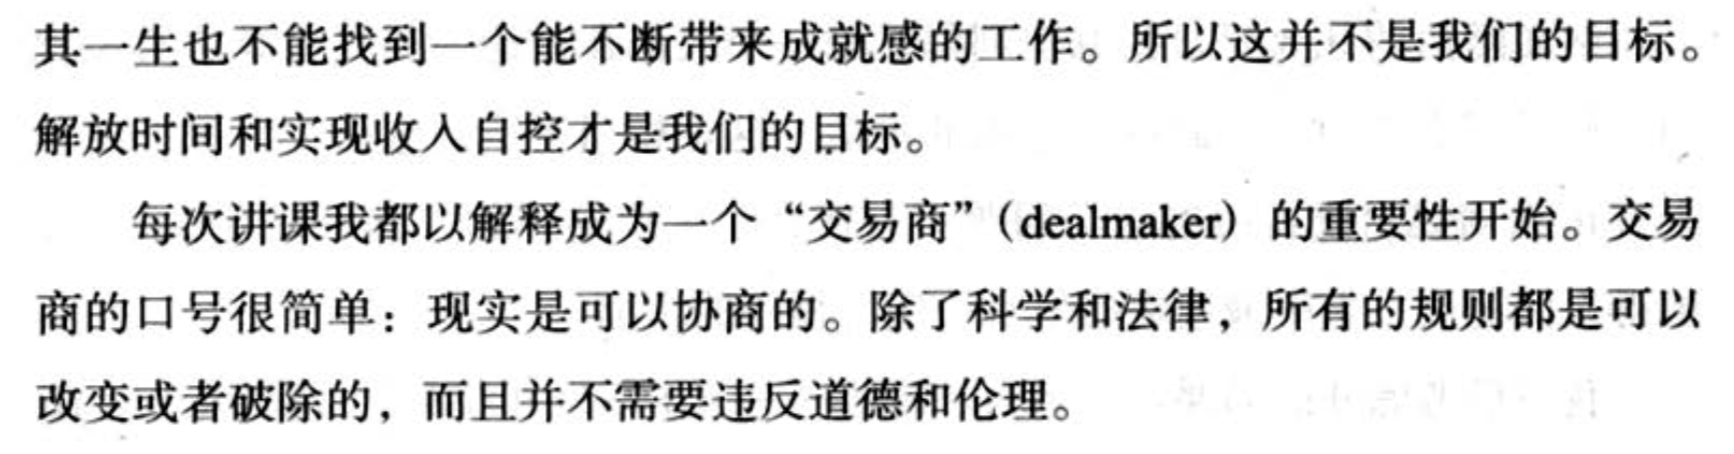 其一生也不能找到一个能不断带来成就感的工作。所以这并不是我们的目标。
解放时间和实现收入自控才是我们的目标。
每次讲课我都以解释成为一个“交易商”（dealmaker）的重要性开始。交易
商的口号很简单：现实是可以协商的。除了科学和法律，所有的规则都是可以
改变或者破除的，而且并不需要违反道德和伦理。